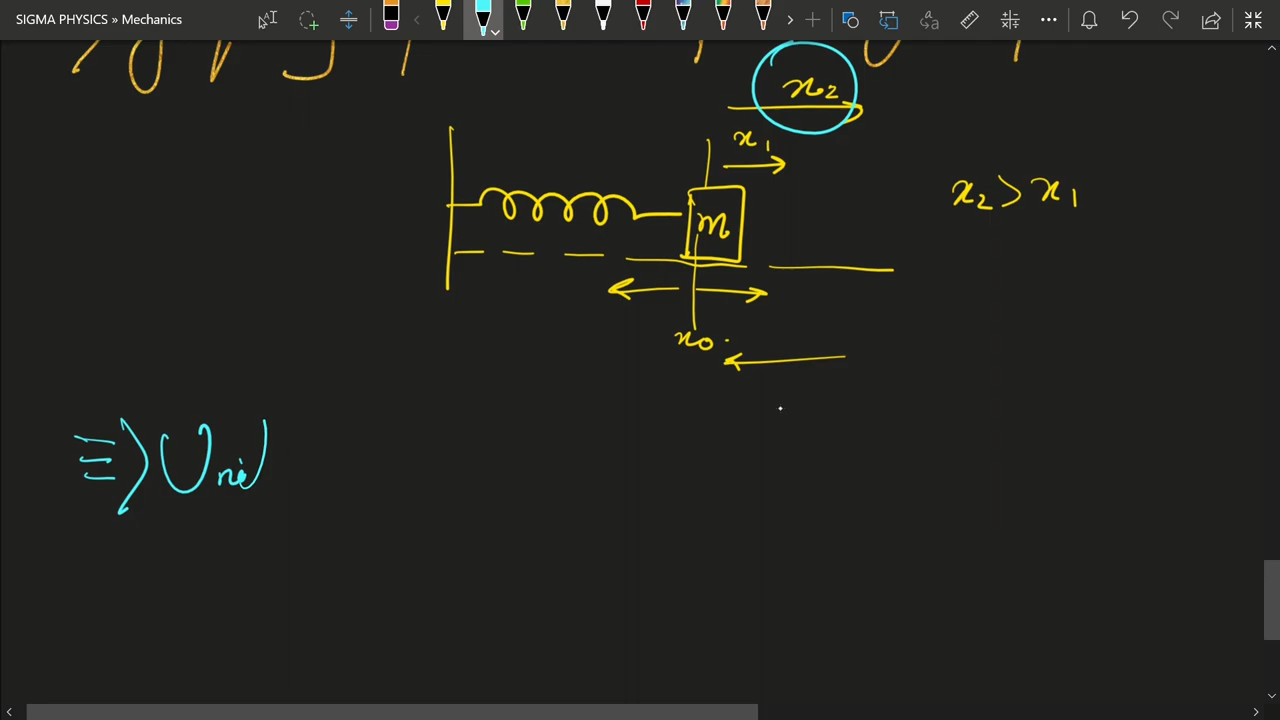 SIGMA PHYSICS » Mechanics
x₂
x₁
m
x₂ > x₁
x₀
⇒ Uni